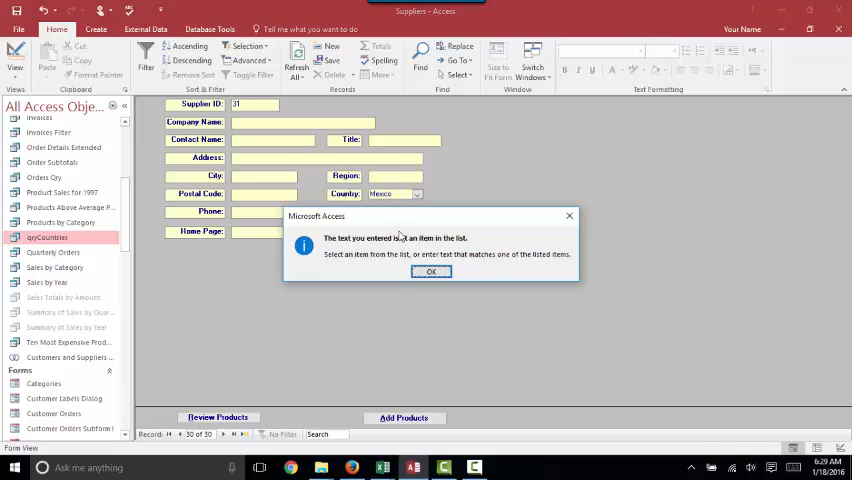 Suppliers - Access
File
Home
Create
External Data
Database Tools
Tell me what you want to do...
Your Name
View
Paste
Cut
Copy
Format Painter
Filter
Ascending
Descending
Remove Sort
Selection
Advanced
Toggle Filter
Refresh All
New
Save
Delete
Totals
Spelling
More
Find
Replace
Go To
Select
Size to Fit Form
Switch Windows
Views
Clipboard
Sort & Filter
Records
Find
Window
Text Formatting
All Access Obje...
Invoices
Invoices Filter
Order Details Extended
Order Subtotals
Orders Qry
Product Sales for 1997
Products Above Average P...
Products by Category
qryCountries
Quarterly Orders
Sales by Category
Sales by Year
Sales Totals by Amount
Summary of Sales by Quar...
Summary of Sales by Year
Ten Most Expensive Prod...
Customers and Suppliers ...
Forms
Categories
Customer Labels Dialog
Customer Orders
Customer Orders Subform1
Supplier ID: 31
Company Name:
Contact Name: Title:
Address:
City: Region:
Postal Code: Country: Mexico
Phone:
Home Page:
Microsoft Access
The text you entered isn't an item in the list.
Select an item from the list, or enter text that matches one of the listed items.
OK
Review Products
Add Products
Record: 30 of 30 No Filter Search
Form View
Ask me anything
6:29 AM
1/18/2016